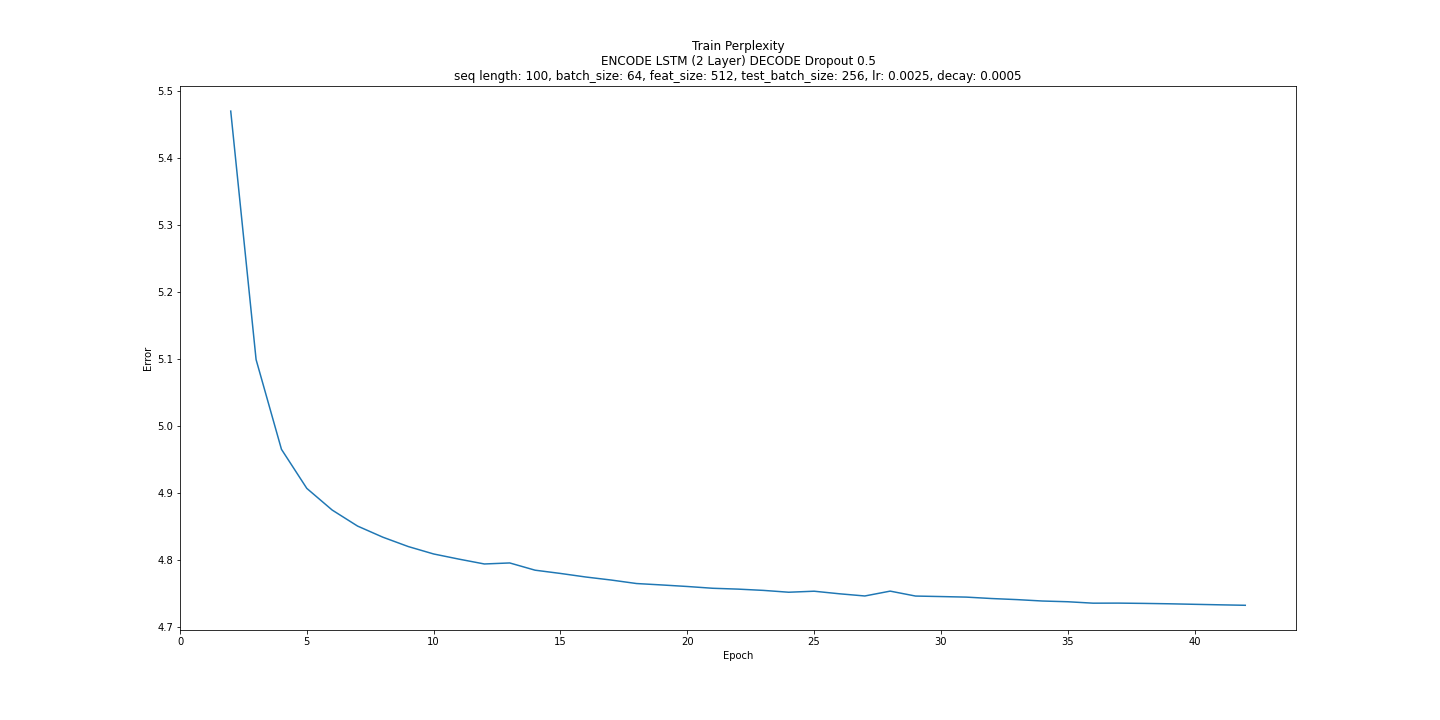 Train Perplexity
ENCODE LSTM (2 Layer) DECODE Dropout 0.5
seq length: 100, batch_size: 64, feat_size: 512, test_batch_size: 256, lr: 0.0025, decay: 0.0005
5.5
5.4
5.3
5.2
5.1
5.0
4.9
4.8
4.7
Error
0 5 10 15 20 25 30 35 40
Epoch